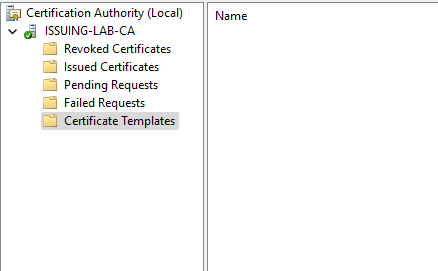 Certification Authority (Local)
ISSUING-LAB-CA
Revoked Certificates
Issued Certificates
Pending Requests
Failed Requests
Certificate Templates
Name